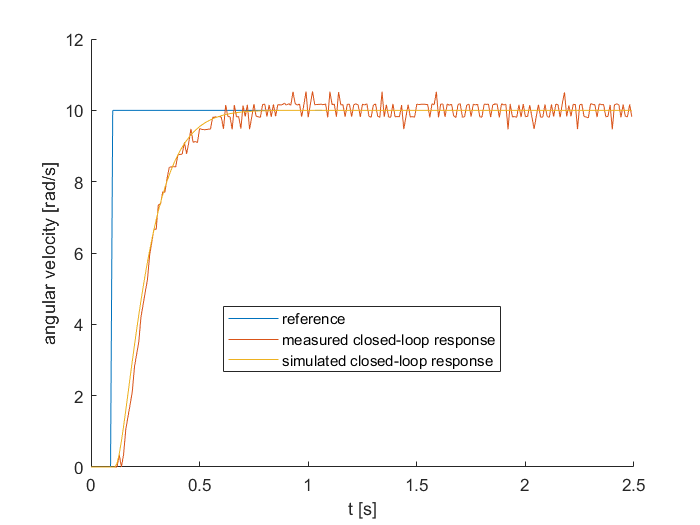 12
10
8
6
4
2
0
angular velocity [rad/s]
reference
measured closed-loop response
simulated closed-loop response
0 0.5 1 1.5 2 2.5
t [s]